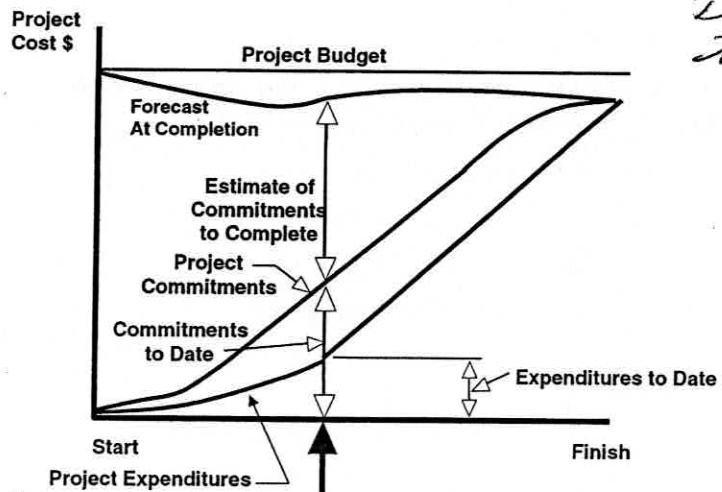 Project
Cost $
Project Budget
Forecast
At Completion
Estimate of
Commitments
to Complete
Project
Commitments
Commitments
to Date
Expenditures to Date
Start
Finish
Project Expenditures